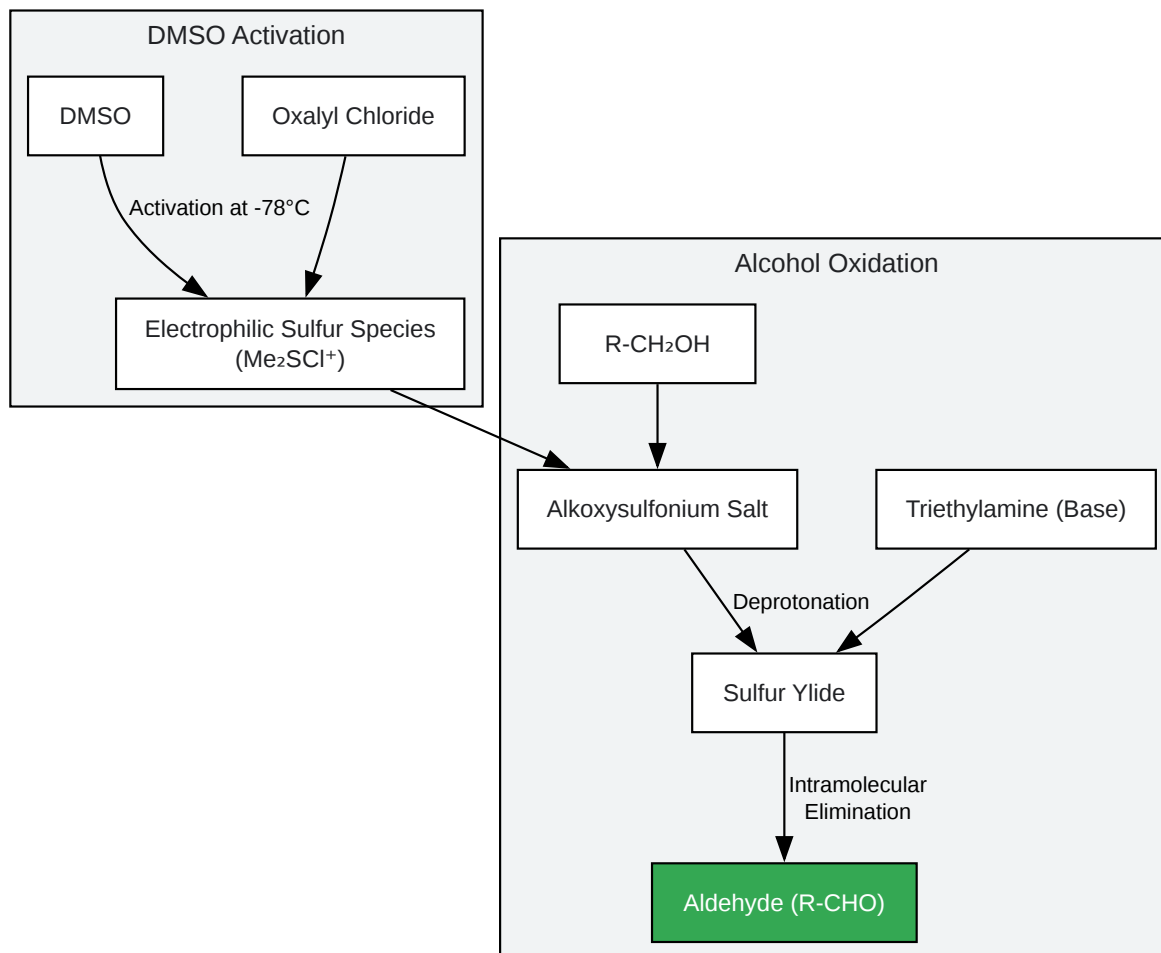 DMSO Activation
DMSO
Oxalyl Chloride
Activation at -78°C
Electrophilic Sulfur Species
(Me₂SCl⁺)
Alcohol Oxidation
R-CH₂OH
Alkoxysulfonium Salt
Triethylamine (Base)
Deprotonation
Sulfur Ylide
Intramolecular
Elimination
Aldehyde (R-CHO)